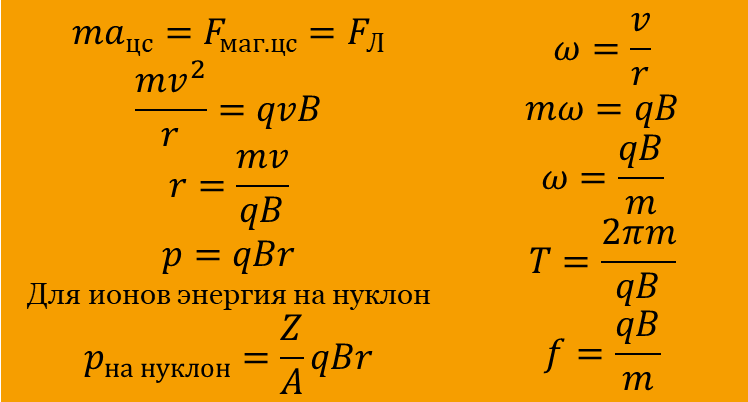 ma_цс = F_маг.цс = F_Л
mv²/r = qvB
r = mv/qB
p = qBr
Для ионов энергия на нуклон
p_на нуклон = Z/A qBr
ω = v/r
mω = qB
ω = qB/m
T = 2πm/qB
f = qB/m